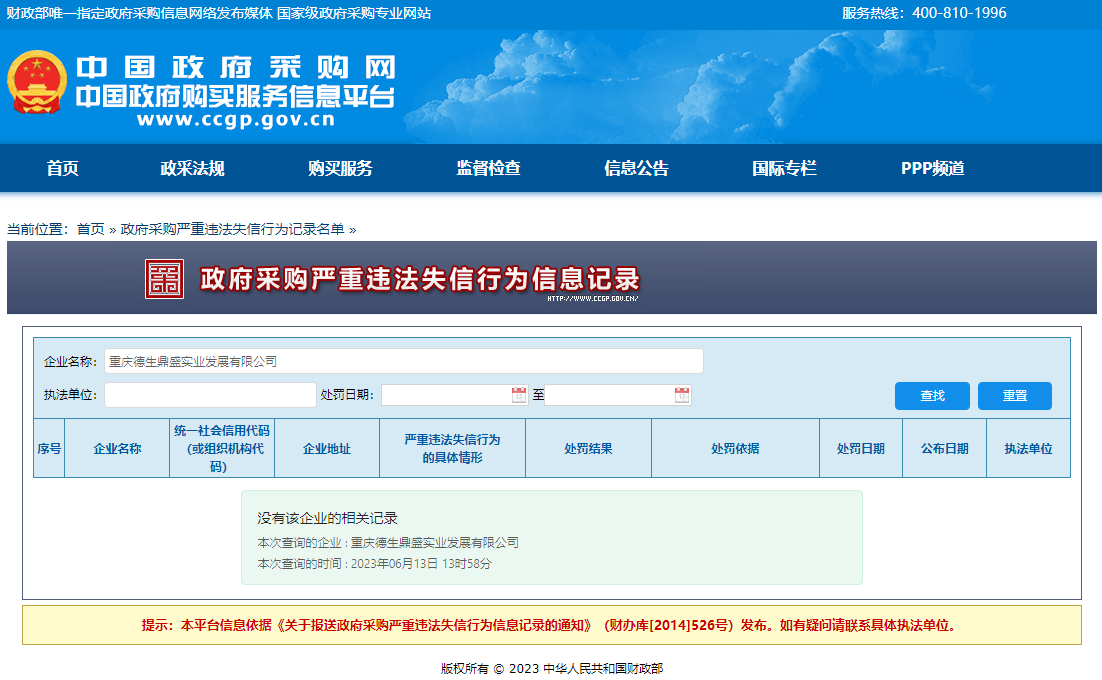 财政部唯一指定政府采购信息网络发布媒体 国家级政府采购专业网站
服务热线：400-810-1996
中国政府采购网
中国政府购买服务信息平台
www.ccgp.gov.cn
首页 政采法规 购买服务 监督检查 信息公告 国际专栏 PPP频道
当前位置：首页 » 政府采购严重违法失信行为记录名单 »
政府采购严重违法失信行为信息记录
HTTP://WWW.CCGP.GOV.CN/
企业名称：重庆德生鼎盛实业发展有限公司
执法单位： 处罚日期： 至 查找 重置
序号 企业名称 统一社会信用代码（或组织机构代码） 企业地址 严重违法失信行为的具体情形 处罚结果 处罚依据 处罚日期 公布日期 执法单位
没有该企业的相关记录
本次查询的企业 : 重庆德生鼎盛实业发展有限公司
本次查询的时间 : 2023年06月13日 13时58分
提示：本平台信息依据《关于报送政府采购严重违法失信行为信息记录的通知》（财办库[2014]526号）发布。如有疑问请联系具体执法单位。
版权所有 © 2023 中华人民共和国财政部